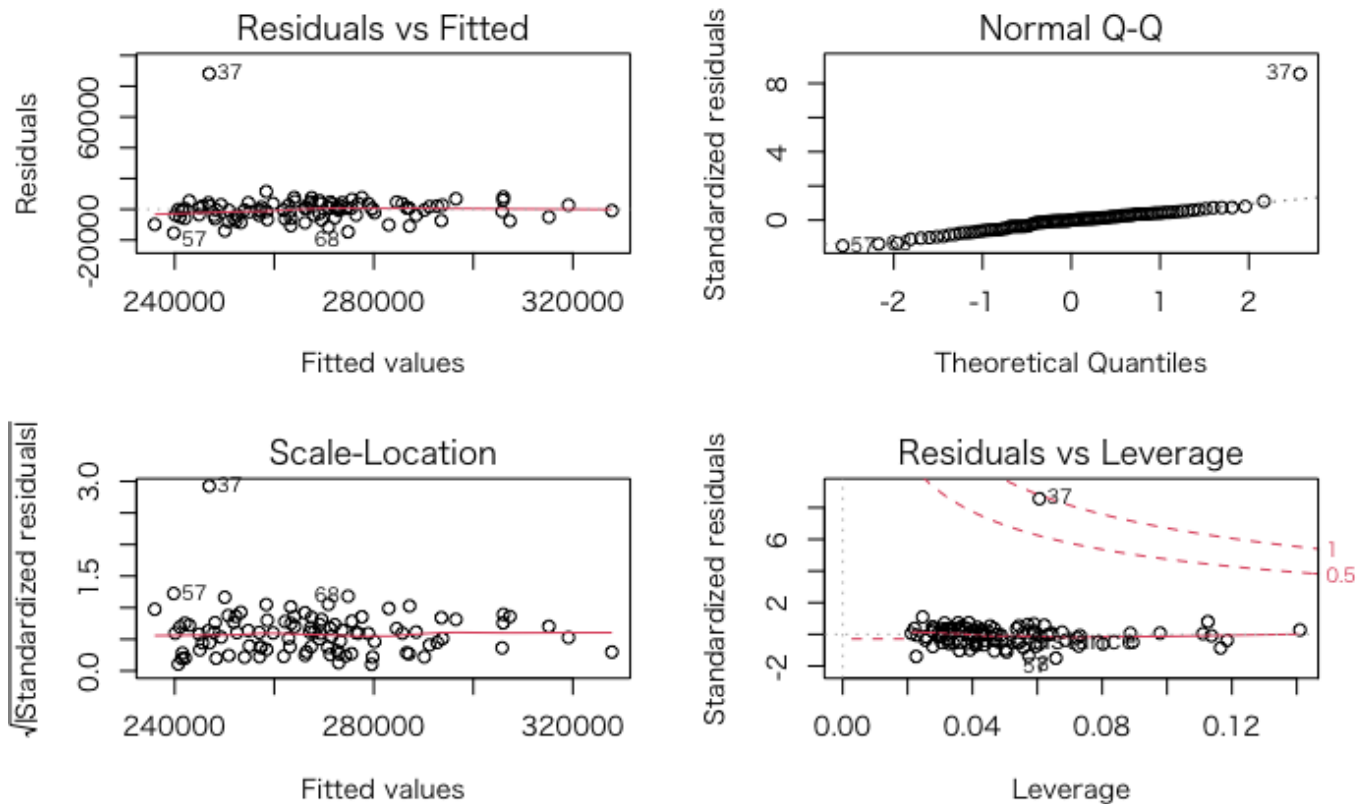 Residuals vs Fitted
Residuals
-200000
600000
37
57
68
240000 280000 320000
Fitted values
Normal Q-Q
Standardized residuals
0 4 8
37
57
-2 -1 0 1 2
Theoretical Quantiles
Scale-Location
√|Standardized residuals|
0.0 1.5 3.0
37
57
68
240000 280000 320000
Fitted values
Residuals vs Leverage
Standardized residuals
-2 2 6
37
1
0.5
0.00 0.04 0.08 0.12
Leverage